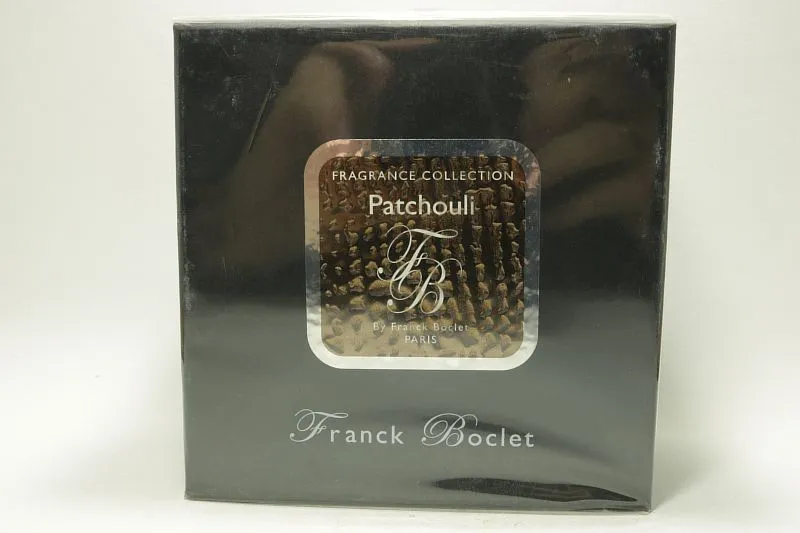 FRAGRANCE COLLECTION
Patchouli
FB
By Franck Boclet
PARIS
Franck Boclet